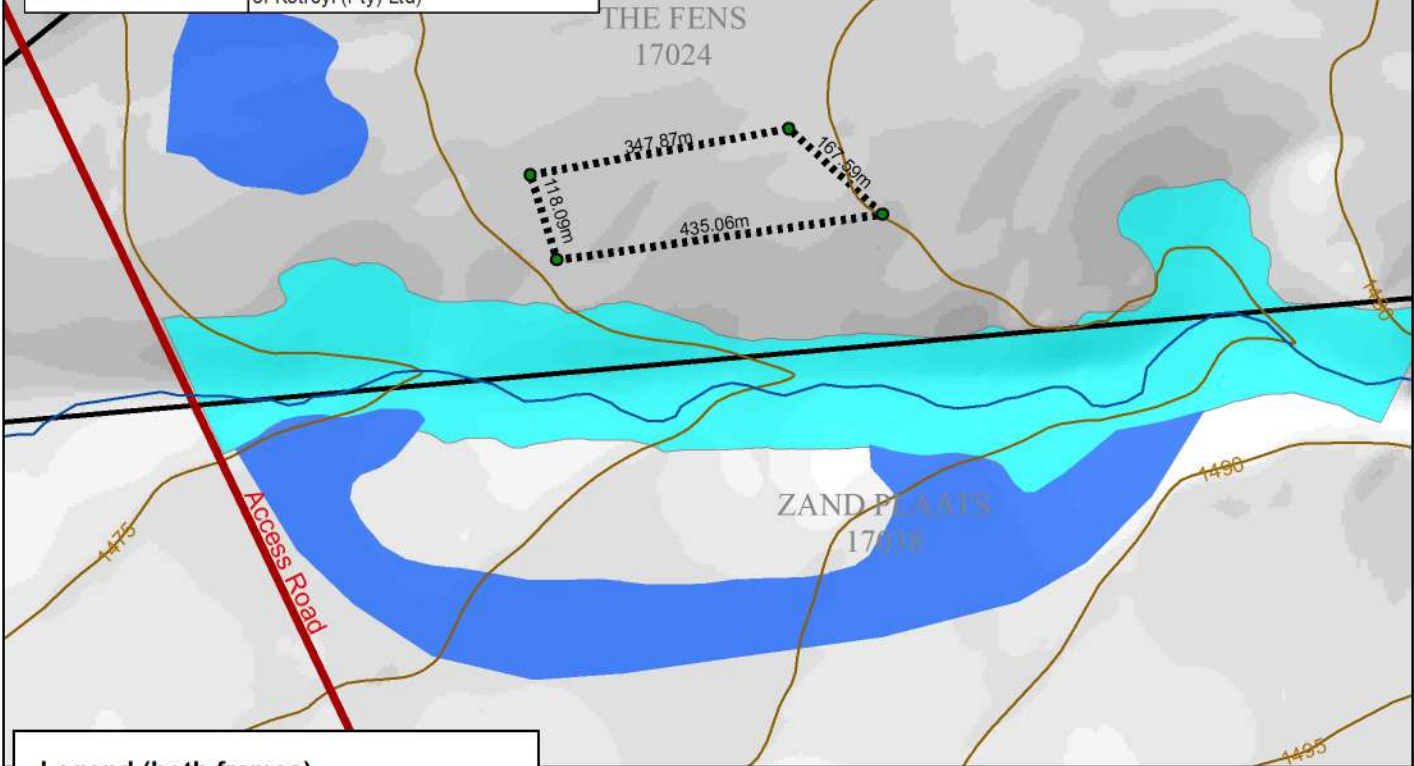 THE FENS
17024
347.87m
167.59m
118.09m
435.06m
1490
1490
ZAND PLAATS
17038
1475
Access Road
1495